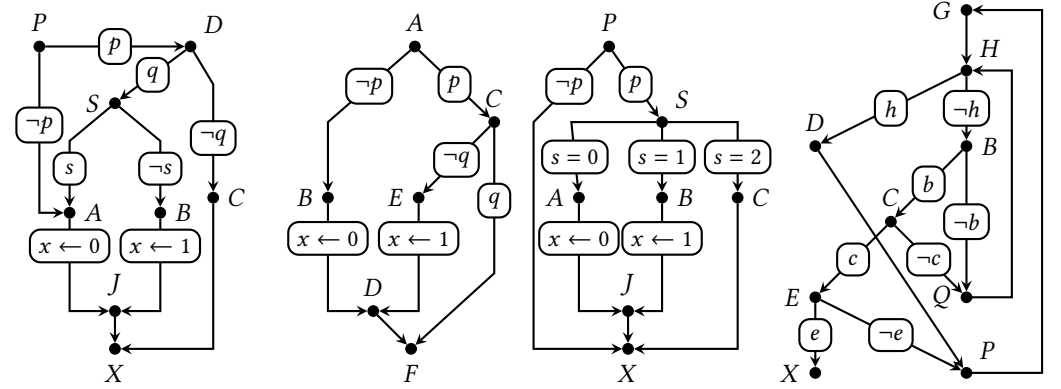 P
p
D
q
S
¬p
¬q
s
¬s
A
B
C
x ← 0
x ← 1
J
X
A
¬p
p
C
¬q
q
B
E
x ← 0
x ← 1
D
F
P
¬p
p
S
s = 0
s = 1
s = 2
A
B
C
x ← 0
x ← 1
J
X
G
H
h
¬h
D
B
b
C
¬b
c
¬c
E
Q
e
¬e
P
X